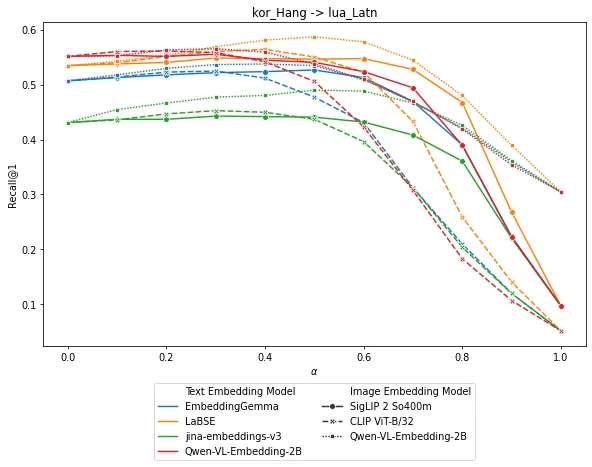 kor_Hang -> lua_Latn
Recall@1
0.6
0.5
0.4
0.3
0.2
0.1
0.0 0.2 0.4 0.6 0.8 1.0
α
Text Embedding Model Image Embedding Model
EmbeddingGemma SigLIP 2 So400m
LaBSE CLIP ViT-B/32
jina-embeddings-v3 Qwen-VL-Embedding-2B
Qwen-VL-Embedding-2B